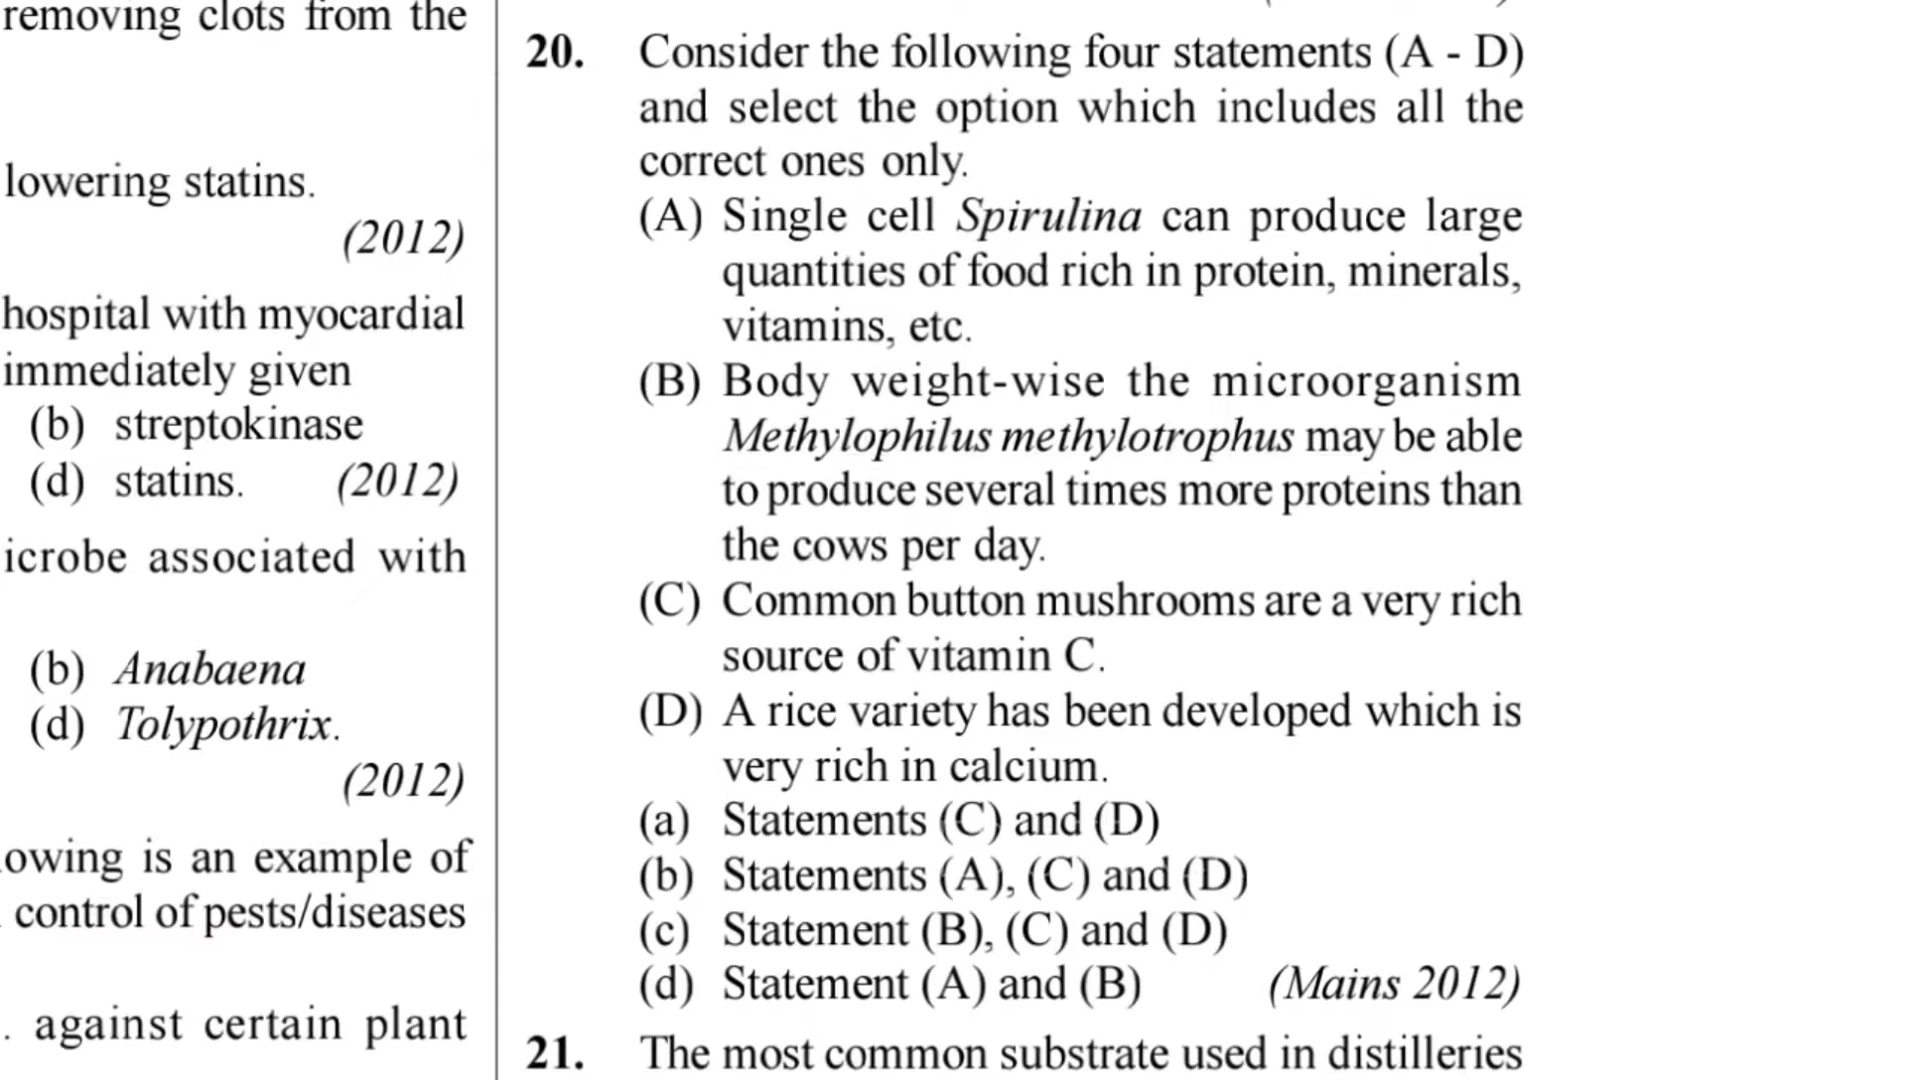 removing clots from the
lowering statins.
(2012)
hospital with myocardial
immediately given
(b) streptokinase
(d) statins. (2012)
icrobe associated with
(b) Anabaena
(d) Tolypothrix.
(2012)
owing is an example of
control of pests/diseases
. against certain plant
20. Consider the following four statements (A - D)
and select the option which includes all the
correct ones only.
(A) Single cell Spirulina can produce large
quantities of food rich in protein, minerals,
vitamins, etc.
(B) Body weight-wise the microorganism
Methylophilus methylotrophus may be able
to produce several times more proteins than
the cows per day.
(C) Common button mushrooms are a very rich
source of vitamin C.
(D) A rice variety has been developed which is
very rich in calcium.
(a) Statements (C) and (D)
(b) Statements (A), (C) and (D)
(c) Statement (B), (C) and (D)
(d) Statement (A) and (B) (Mains 2012)
21. The most common substrate used in distilleries